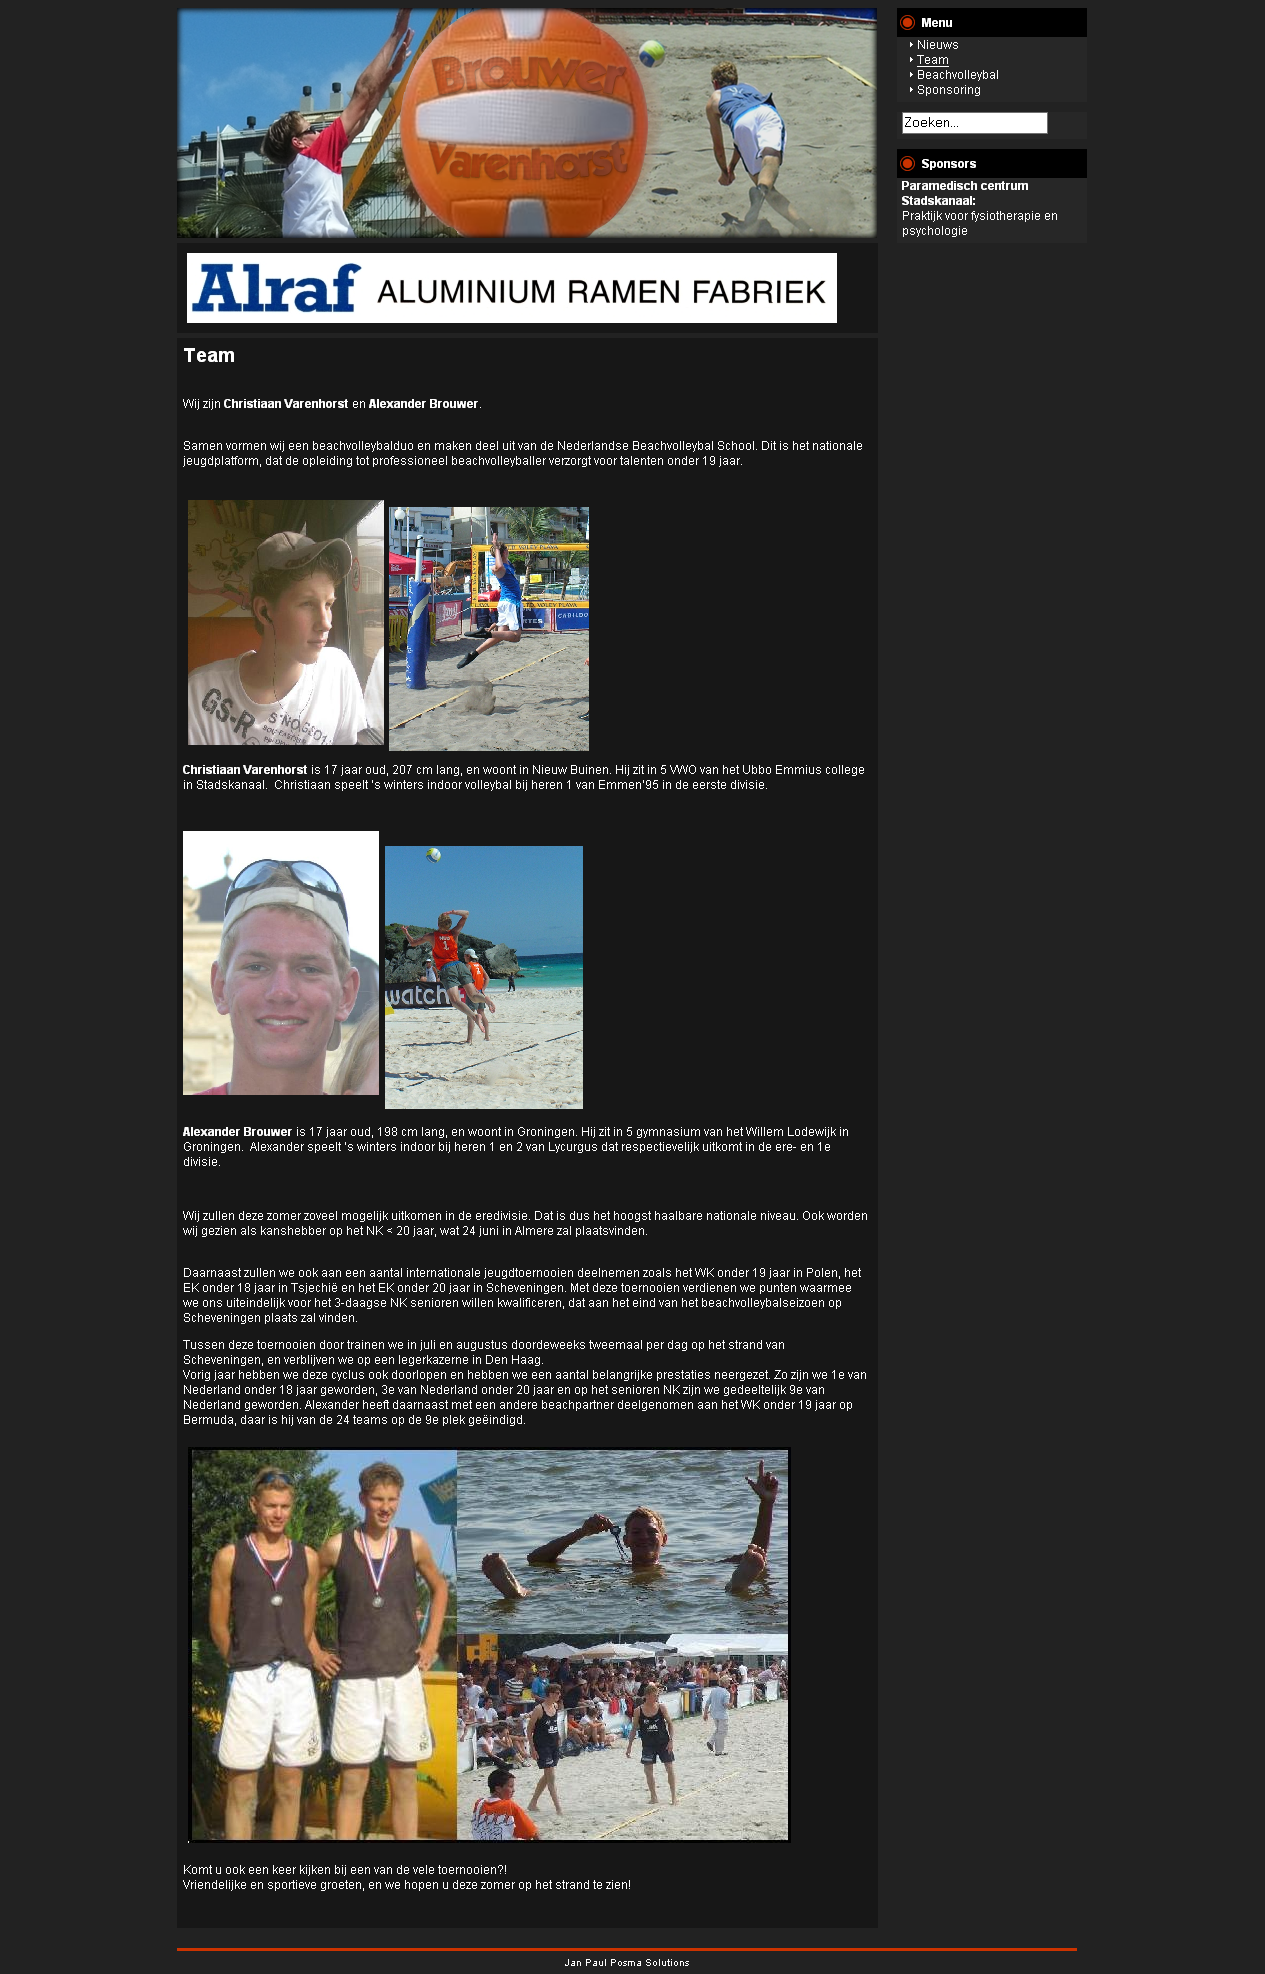 Brouwer
Varenhorst
Menu
Nieuws
Team
Beachvolleybal
Sponsoring
Zoeken...
Sponsors
Paramedisch centrum
Stadskanaal:
Praktijk voor fysiotherapie en
psychologie
Alraf ALUMINIUM RAMEN FABRIEK
Team
Wij zijn Christiaan Varenhorst en Alexander Brouwer.
Samen vormen wij een beachvolleybalduo en maken deel uit van de Nederlandse Beachvolleybal School. Dit is het nationale
jeugdplatform, dat de opleiding tot professioneel beachvolleyballer verzorgt voor talenten onder 19 jaar.
GS-R
Christiaan Varenhorst is 17 jaar oud, 207 cm lang, en woont in Nieuw Buinen. Hij zit in 5 VWO van het Ubbo Emmius college
in Stadskanaal.  Christiaan speelt 's winters indoor volleybal bij heren 1 van Emmen'95 in de eerste divisie.
watch
Alexander Brouwer is 17 jaar oud, 198 cm lang, en woont in Groningen. Hij zit in 5 gymnasium van het Willem Lodewijk in
Groningen.  Alexander speelt 's winters indoor bij heren 1 en 2 van Lycurgus dat respectievelijk uitkomt in de ere- en 1e
divisie.
Wij zullen deze zomer zoveel mogelijk uitkomen in de eredivisie. Dat is dus het hoogst haalbare nationale niveau. Ook worden
wij gezien als kanshebber op het NK < 20 jaar, wat 24 juni in Almere zal plaatsvinden.
Daarnaast zullen we ook aan een aantal internationale jeugdtoernooien deelnemen zoals het WK onder 19 jaar in Polen, het
EK onder 18 jaar in Tsjechië en het EK onder 20 jaar in Scheveningen. Met deze toernooien verdienen we punten waarmee
we ons uiteindelijk voor het 3-daagse NK senioren willen kwalificeren, dat aan het eind van het beachvolleybalseizoen op
Scheveningen plaats zal vinden.
Tussen deze toernooien door trainen we in juli en augustus doordeweeks tweemaal per dag op het strand van
Scheveningen, en verblijven we op een legerkazerne in Den Haag.
Vorig jaar hebben we deze cyclus ook doorlopen en hebben we een aantal belangrijke prestaties neergezet. Zo zijn we 1e van
Nederland onder 18 jaar geworden, 3e van Nederland onder 20 jaar en op het senioren NK zijn we gedeeltelijk 9e van
Nederland geworden. Alexander heeft daarnaast met een andere beachpartner deelgenomen aan het WK onder 19 jaar op
Bermuda, daar is hij van de 24 teams op de 9e plek geëindigd.
Komt u ook een keer kijken bij een van de vele toernooien?!
Vriendelijke en sportieve groeten, en we hopen u deze zomer op het strand te zien!
Jan Paul Posma Solutions